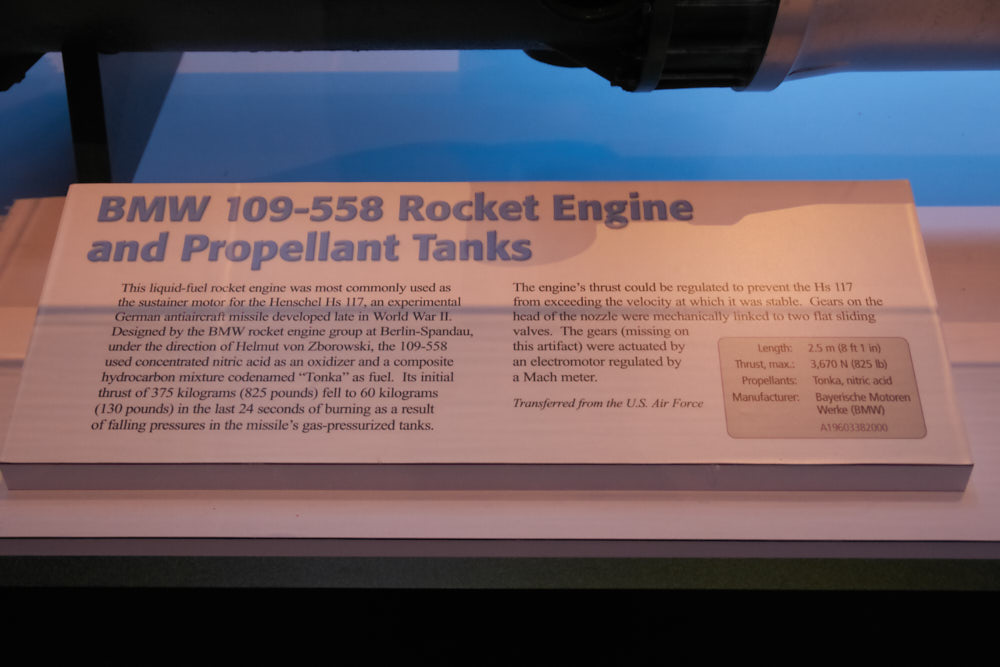 BMW 109-558 Rocket Engine
and Propellant Tanks
This liquid-fuel rocket engine was most commonly used as
the sustainer motor for the Henschel Hs 117, an experimental
German antiaircraft missile developed late in World War II.
Designed by the BMW rocket engine group at Berlin-Spandau,
under the direction of Helmut von Zborowski, the 109-558
used concentrated nitric acid as an oxidizer and a composite
hydrocarbon mixture codenamed “Tonka” as fuel. Its initial
thrust of 375 kilograms (825 pounds) fell to 60 kilograms
(130 pounds) in the last 24 seconds of burning as a result
of falling pressures in the missile’s gas-pressurized tanks.
The engine’s thrust could be regulated to prevent the Hs 117
from exceeding the velocity at which it was stable. Gears on the
head of the nozzle were mechanically linked to two flat sliding
valves. The gears (missing on
this artifact) were actuated by
an electromotor regulated by
a Mach meter.
Transferred from the U.S. Air Force
Length: 2.5 m (8 ft 1 in)
Thrust, max.: 3,670 N (825 lb)
Propellants: Tonka, nitric acid
Manufacturer: Bayerische Motoren
Werke (BMW)
A19603382000